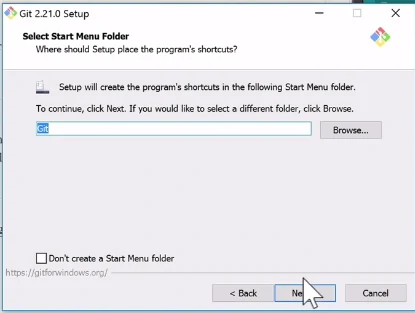 Git 2.21.0 Setup
Select Start Menu Folder
Where should Setup place the program's shortcuts?
Setup will create the program's shortcuts in the following Start Menu folder.
To continue, click Next. If you would like to select a different folder, click Browse.
Git
Browse...
Don't create a Start Menu folder
https://gitforwindows.org/
< Back
Cancel